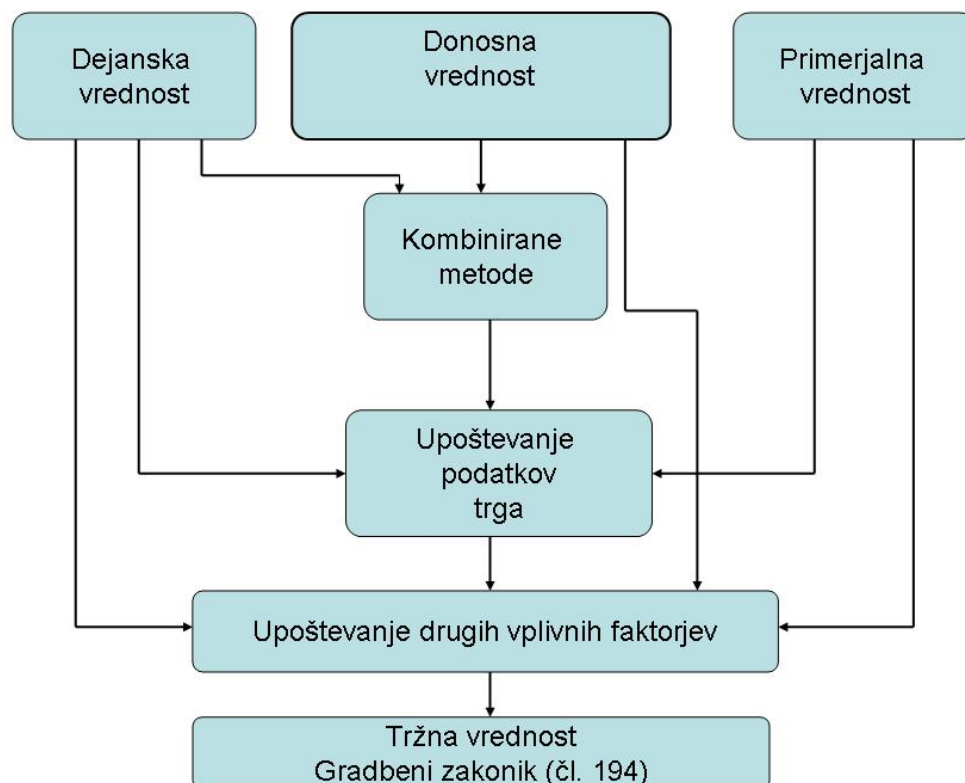 Dejanska
vrednost
Donosna
vrednost
Primerjalna
vrednost
Kombinirane
metode
Upoštevanje
podatkov
trga
Upoštevanje drugih vplivnih faktorjev
Tržna vrednost
Gradbeni zakonik (čl. 194)